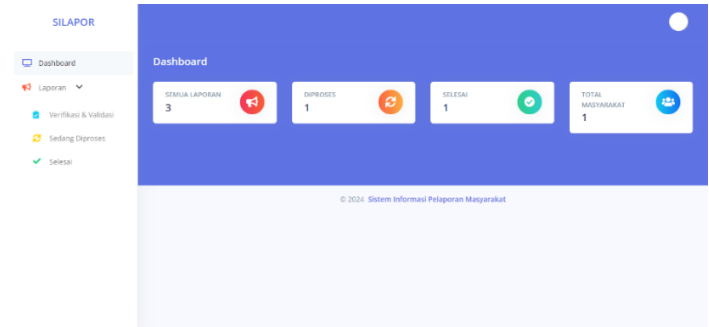 SILAPOR
Dashboard
Laporan
Verifikasi & Validasi
Sedang Diproses
Selesai
Dashboard
SEMUA LAPORAN
3
DIPROSES
1
SELESAI
1
TOTAL
MASYARAKAT
1
© 2024 Sistem Informasi Pelaporan Masyarakat